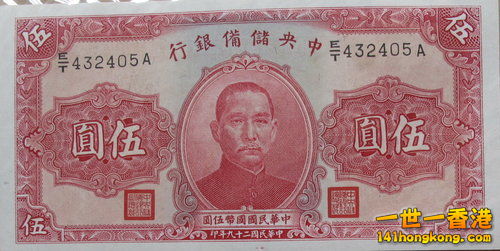 伍
伍
中央儲備銀行
E/T 432405A
E/T 432405A
伍圓
伍圓
伍
中華民國國幣伍圓
中華民國二十九年印
一世一香港
141hongkong.com